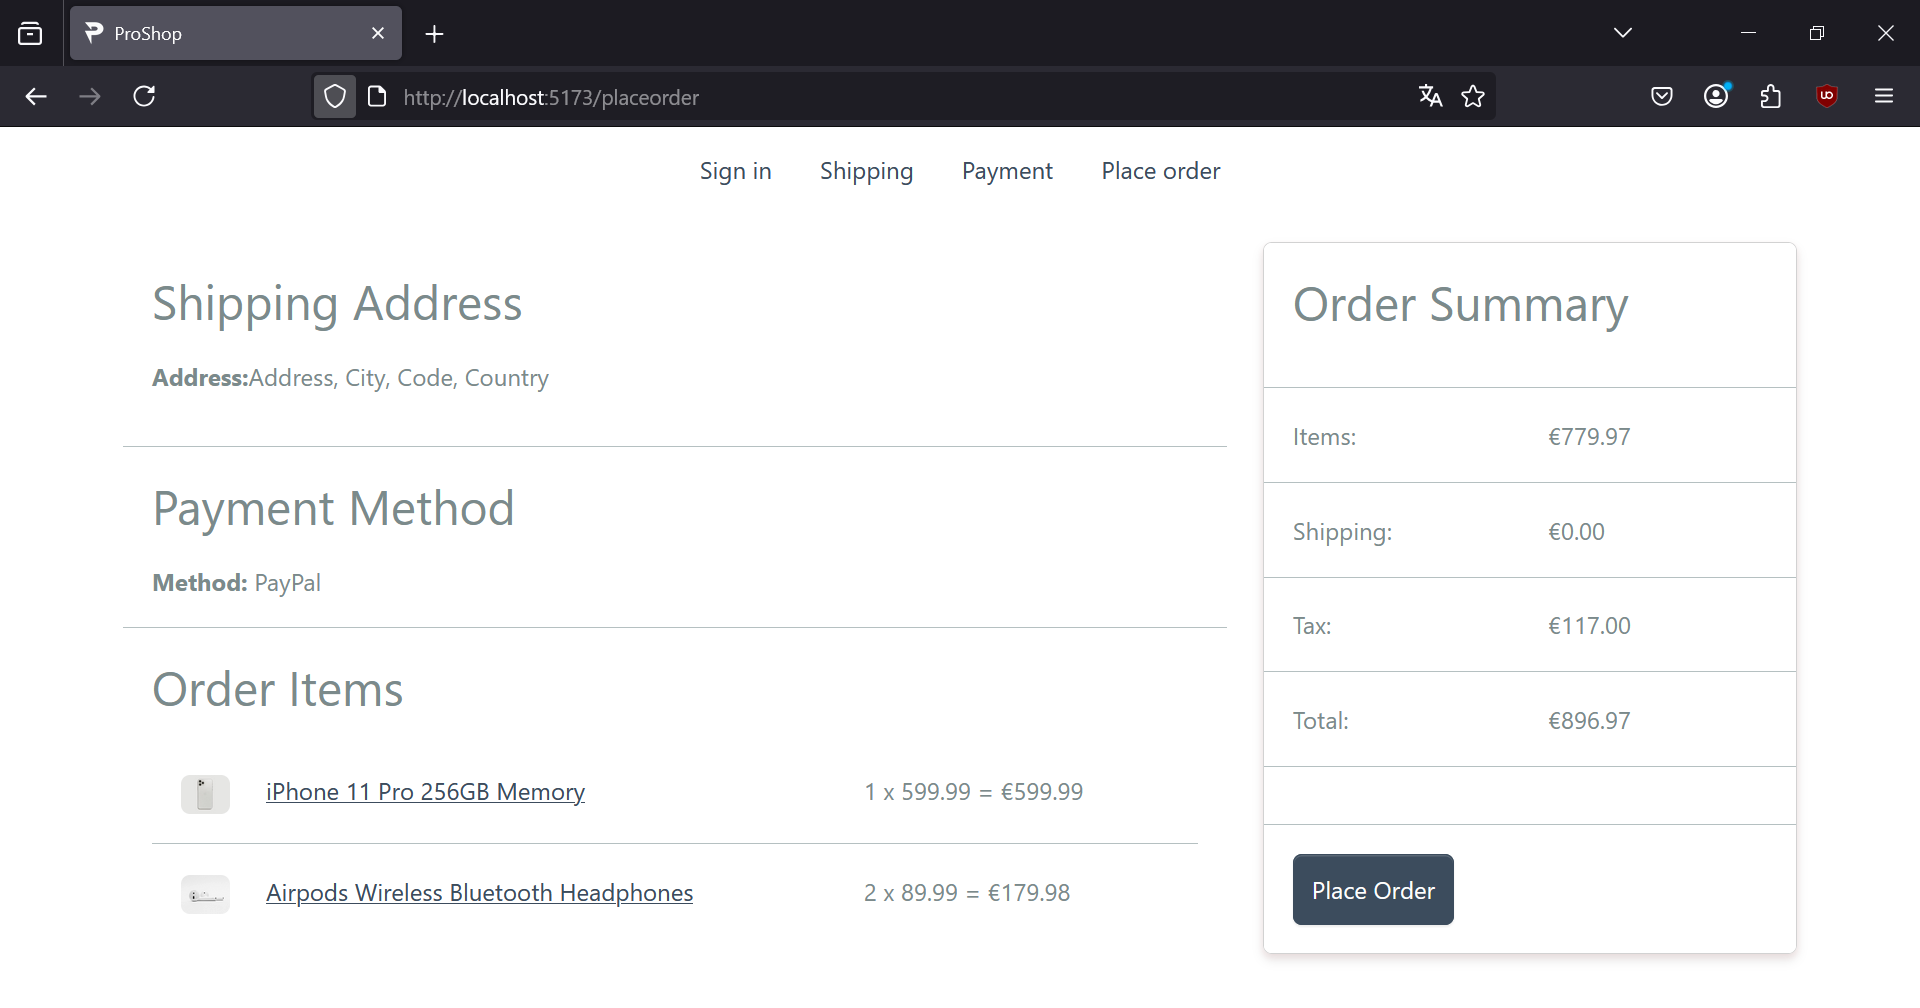 ProShop
http://localhost:5173/placeorder
Sign in Shipping Payment Place order
Shipping Address
Address:Address, City, Code, Country
Payment Method
Method: PayPal
Order Items
iPhone 11 Pro 256GB Memory 1 x 599.99 = €599.99
Airpods Wireless Bluetooth Headphones 2 x 89.99 = €179.98
Order Summary
Items: €779.97
Shipping: €0.00
Tax: €117.00
Total: €896.97
Place Order